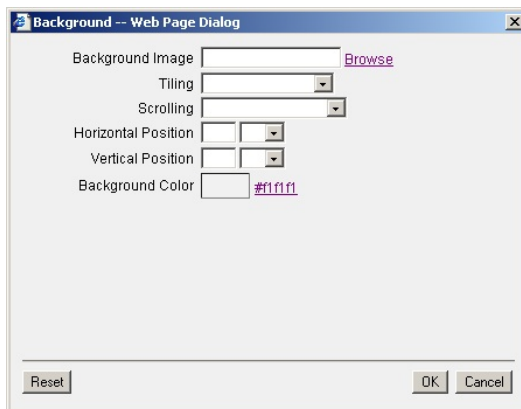 Background -- Web Page Dialog
Background Image Browse
Tiling
Scrolling
Horizontal Position
Vertical Position
Background Color #f1f1f1
Reset OK Cancel